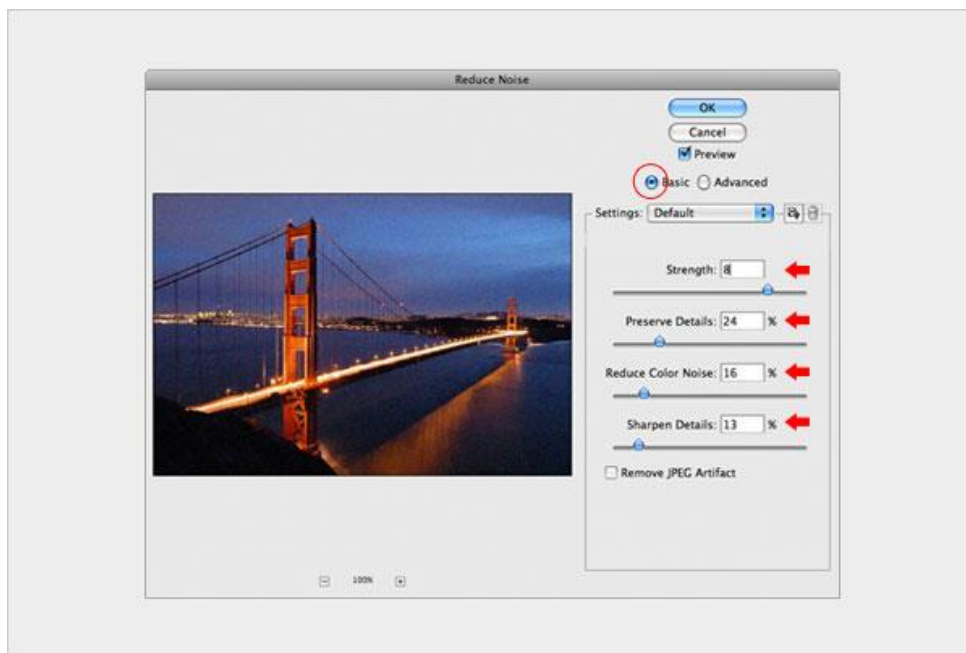 Reduce Noise
OK
Cancel
Preview
Basic Advanced
Settings: Default
Strength: 8
Preserve Details: 24 %
Reduce Color Noise: 16 %
Sharpen Details: 13 %
Remove JPEG Artifact
100%